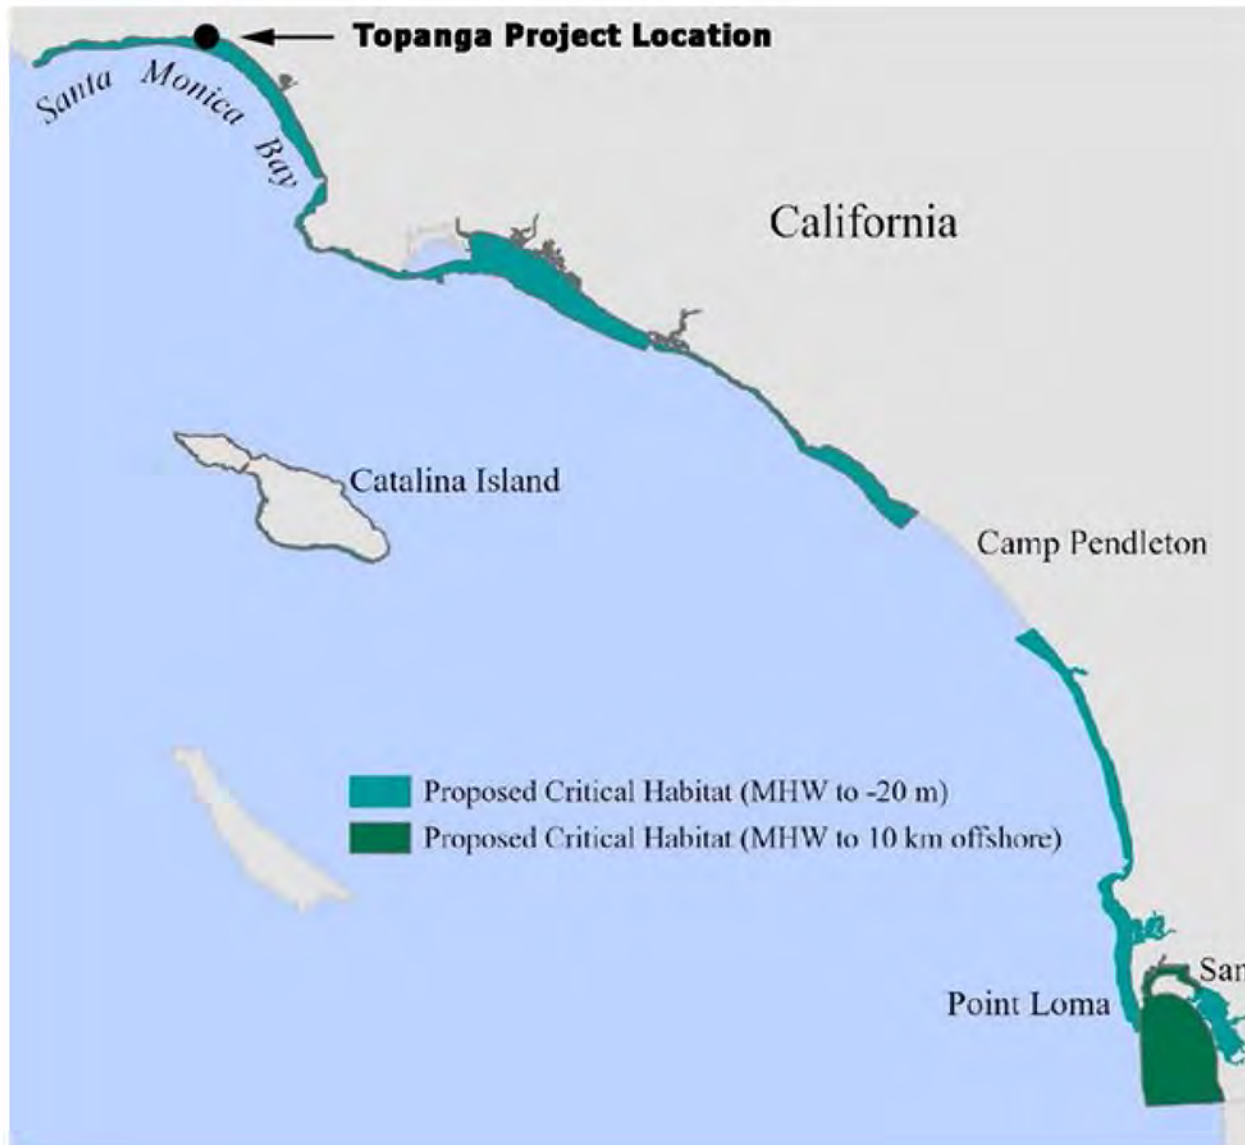 Topanga Project Location
Santa Monica Bay
California
Catalina Island
Camp Pendleton
Proposed Critical Habitat (MHW to -20 m)
Proposed Critical Habitat (MHW to 10 km offshore)
San
Point Loma